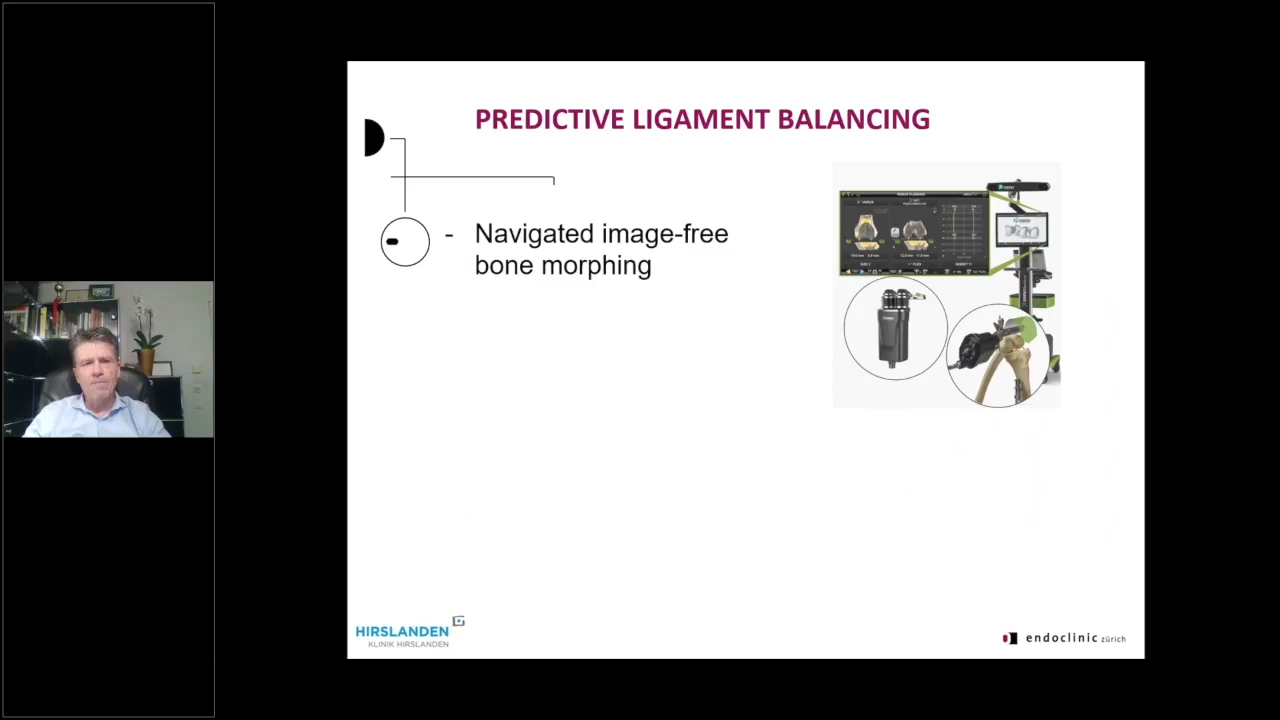 PREDICTIVE LIGAMENT BALANCING
- Navigated image-free
bone morphing
HIRSLANDEN
KLINIK HIRSLANDEN
endoclinic zürich